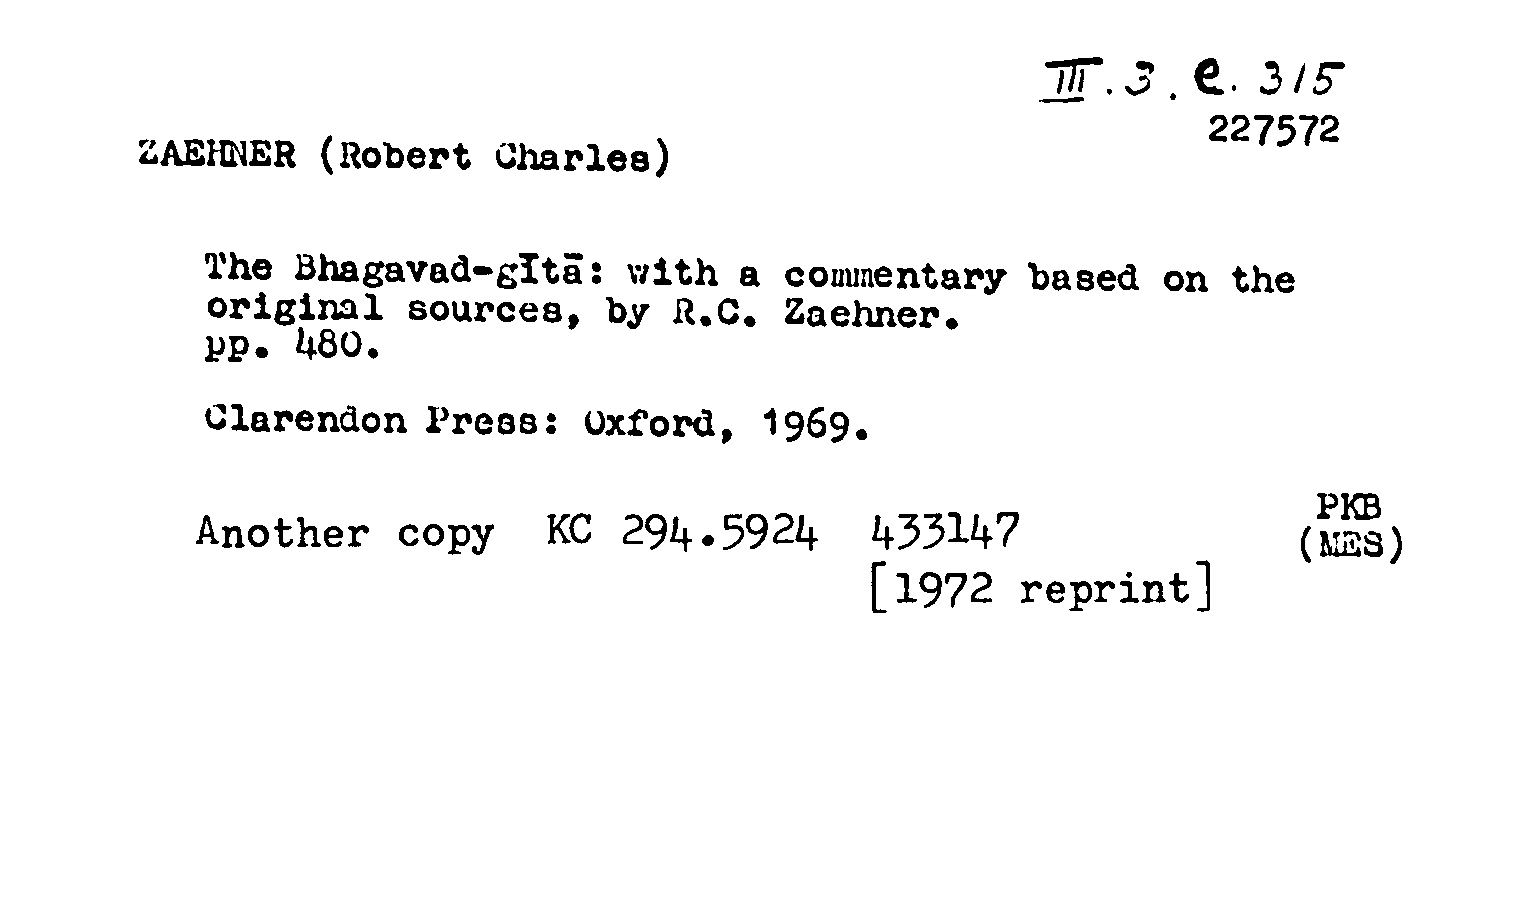 III.3.e.315
227572
ZAEHNER (Robert Charles)
The Bhagavad-gītā: with a commentary based on the
original sources, by R.C. Zaehner.
pp. 480.
Clarendon Press: Oxford, 1969.
PKB
Another copy KC 294.5924 433147
(MES)
[1972 reprint]